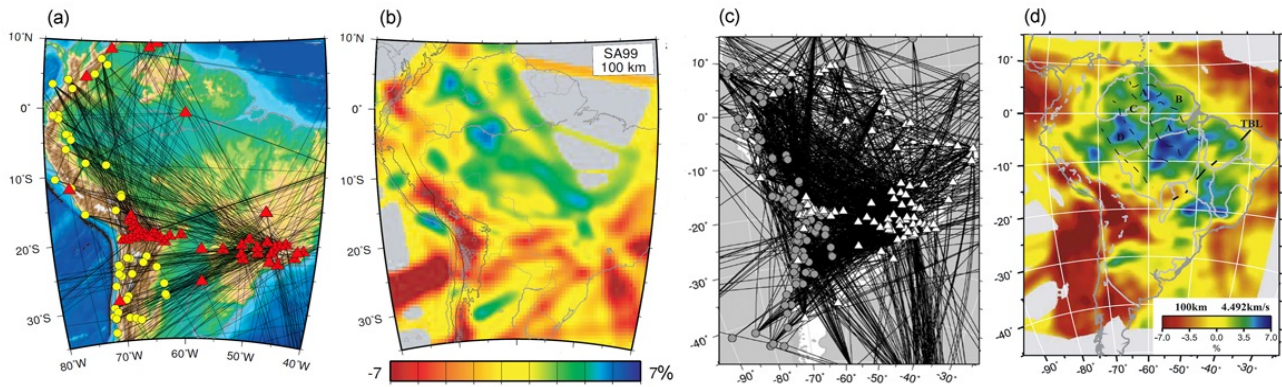 (a)
(b)
(c)
(d)
10˚N
0˚
10˚S
20˚S
30˚S
80˚W
70˚W
60˚W
50˚W
40˚W
10˚N
0˚
10˚S
20˚S
30˚S
SA99
100 km
-7
7%
10˚
0˚
-10˚
-20˚
-30˚
-40˚
-90˚
-80˚
-70˚
-60˚
-50˚
-40˚
-30˚
10˚
0˚
-10˚
-20˚
-30˚
-40˚
-90˚
-80˚
-70˚
-60˚
-50˚
-40˚
-30˚
C
B
A
TBL
100km 4.492km/s
-7.0
-3.5
0.0
3.5
7.0
%